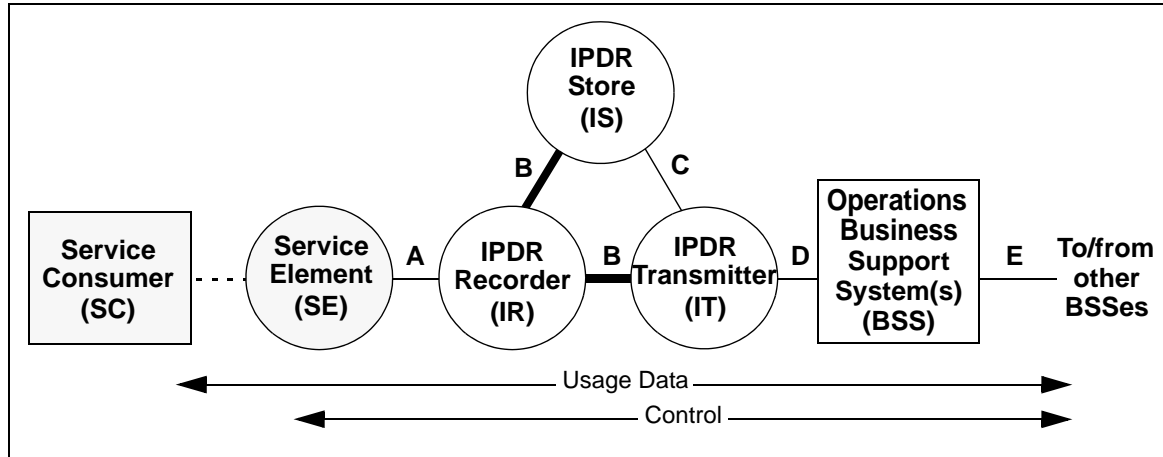 IPDR
Store
(IS)
B
C
Service
Consumer
(SC)
Service
Element
(SE)
A
IPDR
Recorder
(IR)
B
IPDR
Transmitter
(IT)
D
Operations
Business
Support
System(s)
(BSS)
E
To/from
other
BSSes
Usage Data
Control